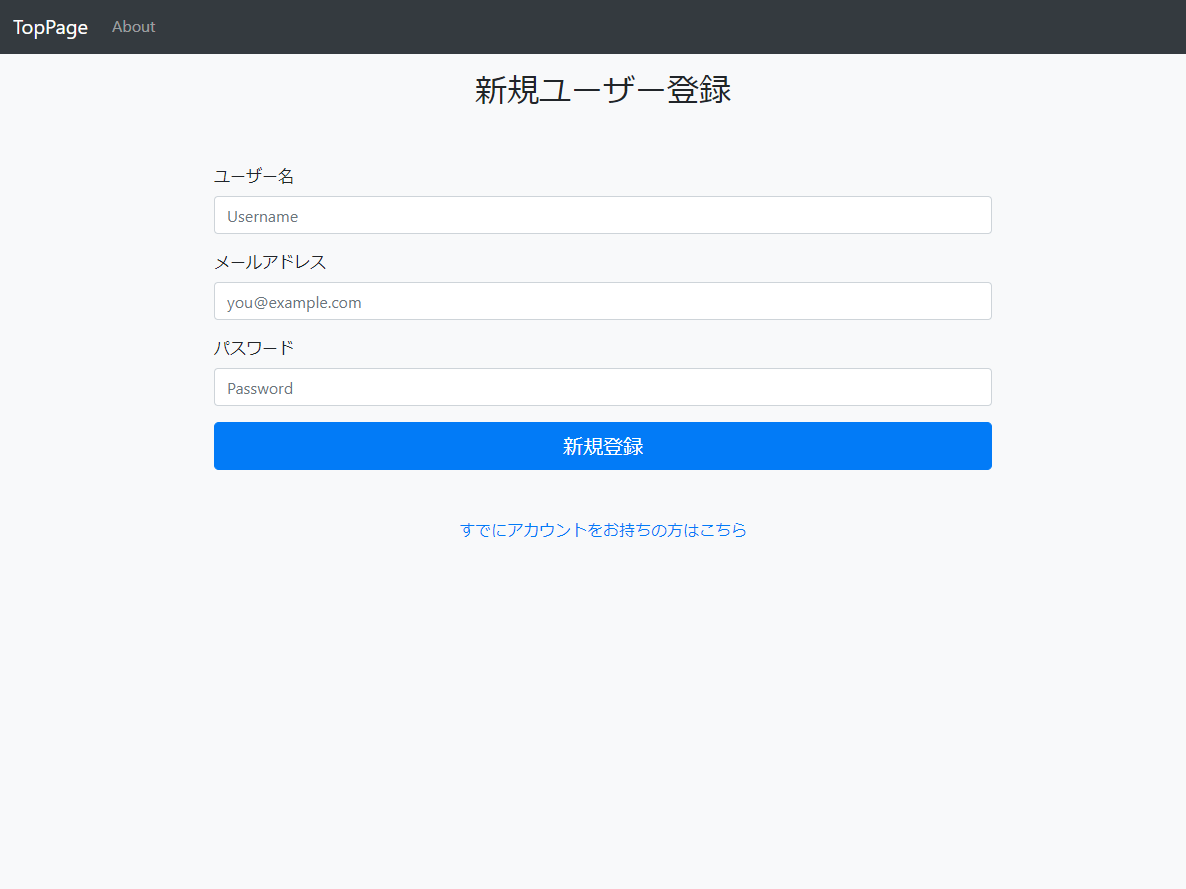 TopPage About
新規ユーザー登録
ユーザー名
Username
メールアドレス
you@example.com
パスワード
Password
新規登録
すでにアカウントをお持ちの方はこちら